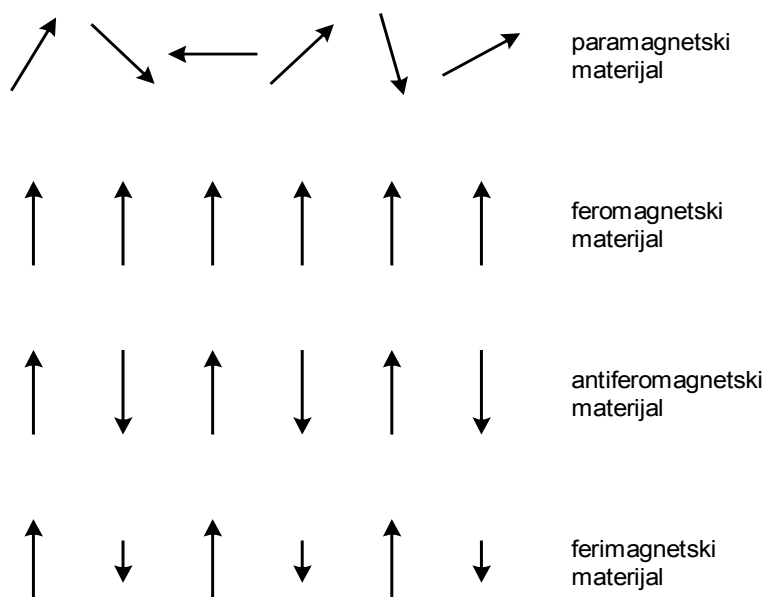 paramagnetski
materijal
feromagnetski
materijal
antiferomagnetski
materijal
ferimagnetski
materijal